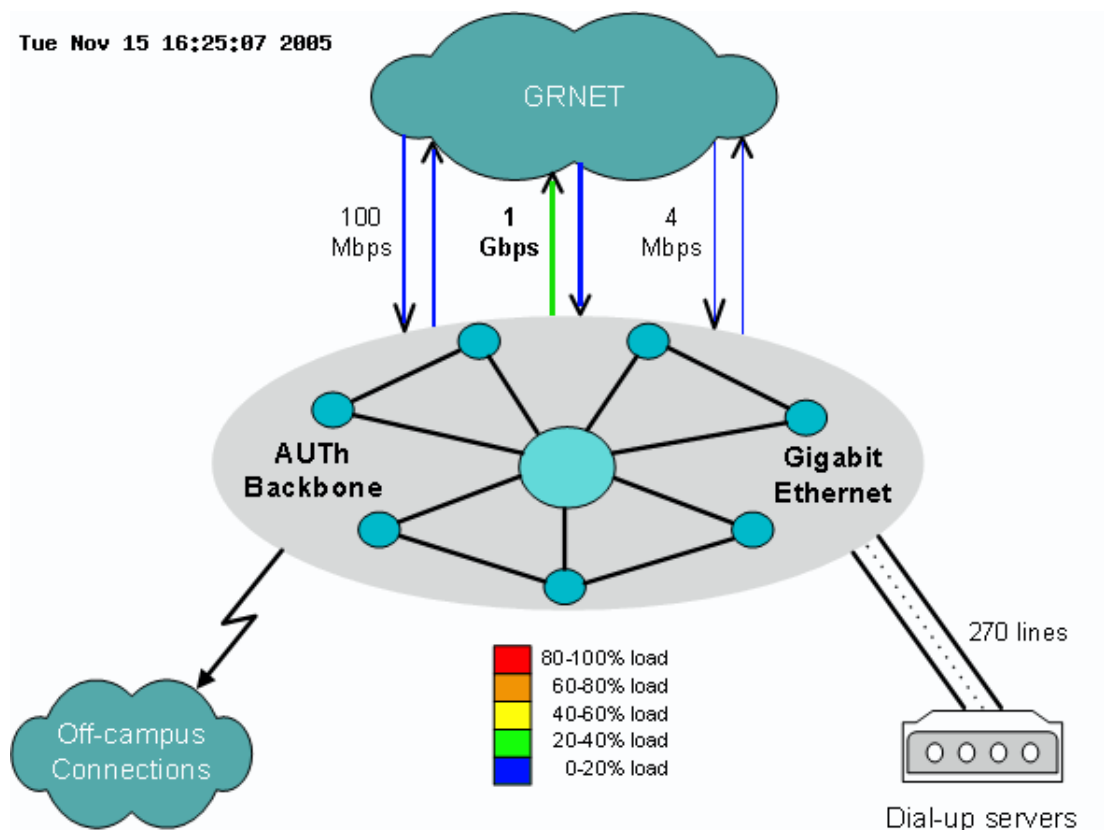 Tue Nov 15 16:25:07 2005
GRNET
100
Mbps
1
Gbps
4
Mbps
AUTh
Backbone
Gigabit
Ethernet
270 lines
80-100% load
60-80% load
40-60% load
20-40% load
0-20% load
Off-campus
Connections
Dial-up servers